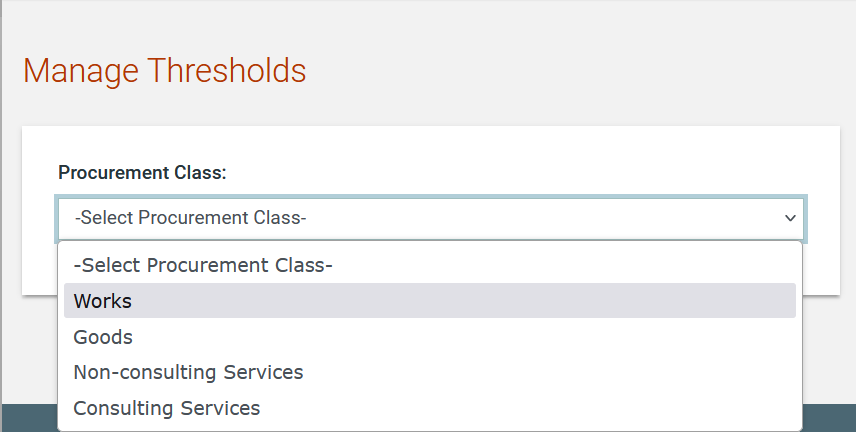 Manage Thresholds
Procurement Class:
-Select Procurement Class-
-Select Procurement Class-
Works
Goods
Non-consulting Services
Consulting Services